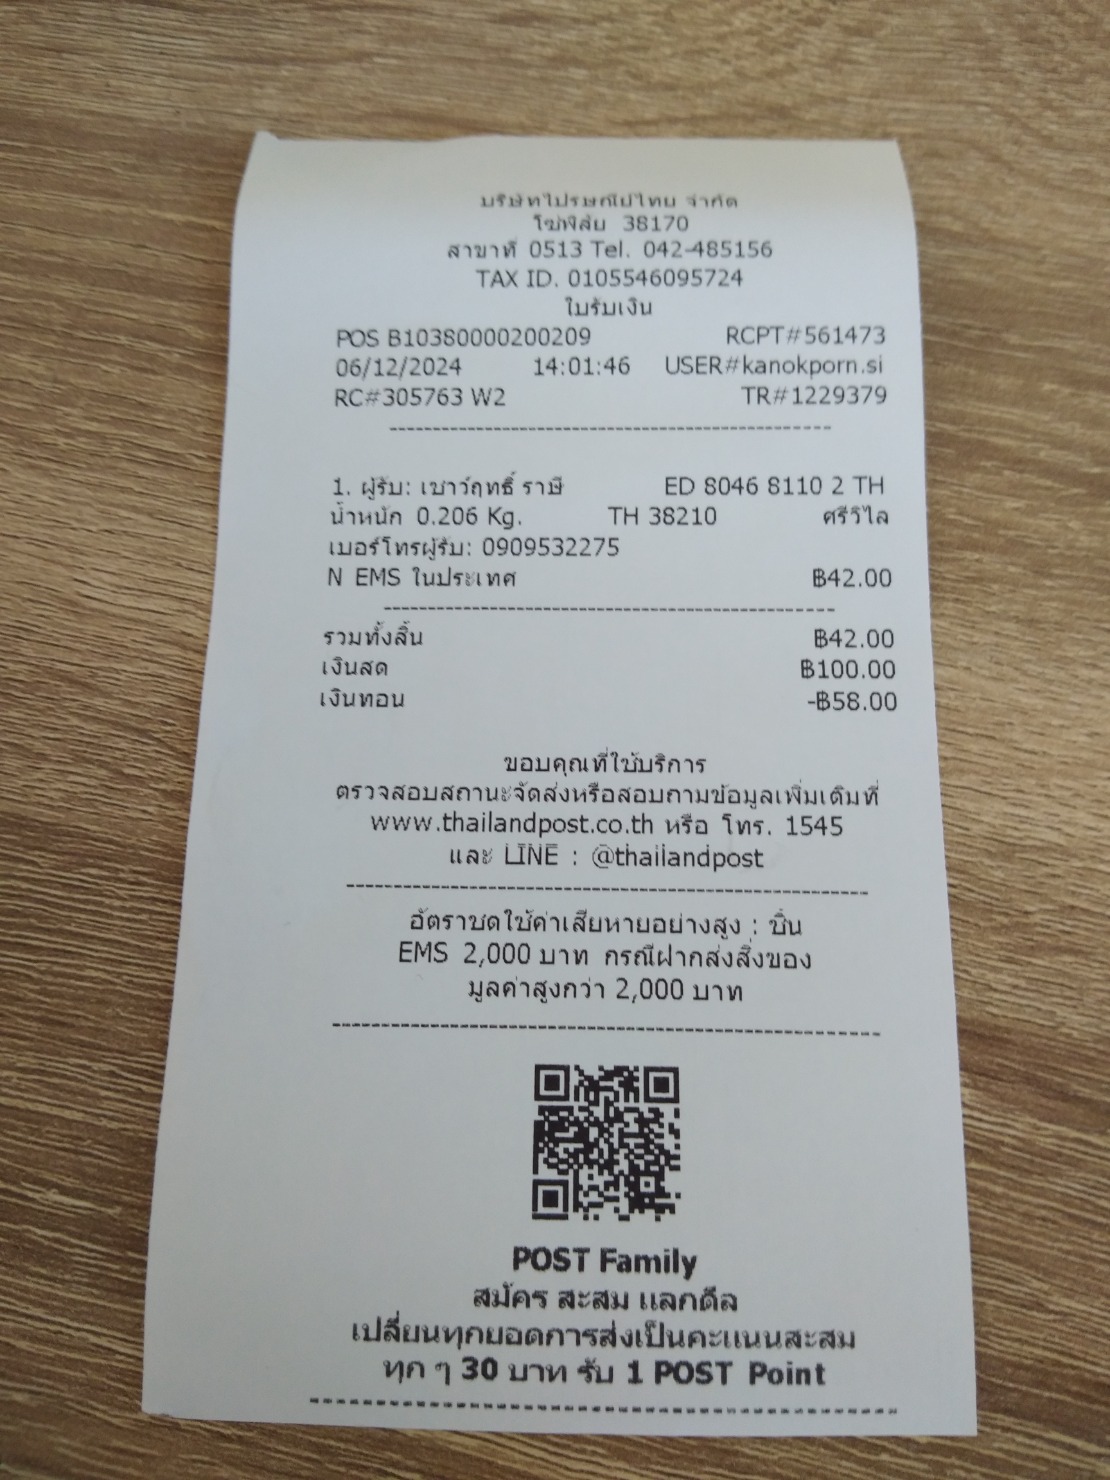 บริษัทไปรษณีย์ไทย จำกัด
โซ่พิสัย 38170
สาขาที่ 0513 Tel. 042-485156
TAX ID. 0105546095724
ใบรับเงิน
POS B10380000200209 RCPT#561473
06/12/2024 14:01:46 USER#kanokporn.si
RC#305763 W2 TR#1229379
1. ผู้รับ: เชาว์ฤทธิ์ ราษี ED 8046 8110 2 TH
น้ำหนัก 0.206 Kg. TH 38210 ศรีวิไล
เบอร์โทรผู้รับ: 0909532275
N EMS ในประเทศ ฿42.00
รวมทั้งสิ้น ฿42.00
เงินสด ฿100.00
เงินทอน -฿58.00
ขอบคุณที่ใช้บริการ
ตรวจสอบสถานะจัดส่งหรือสอบถามข้อมูลเพิ่มเติมที่
www.thailandpost.co.th หรือ โทร. 1545
และ LINE : @thailandpost
อัตราชดใช้ค่าเสียหายอย่างสูง : ชิ้น
EMS 2,000 บาท กรณีฝากส่งสิ่งของ
มูลค่าสูงกว่า 2,000 บาท
POST Family
สมัคร สะสม แลกดีล
เปลี่ยนทุกยอดการส่งเป็นคะแนนสะสม
ทุก ๆ 30 บาท รับ 1 POST Point